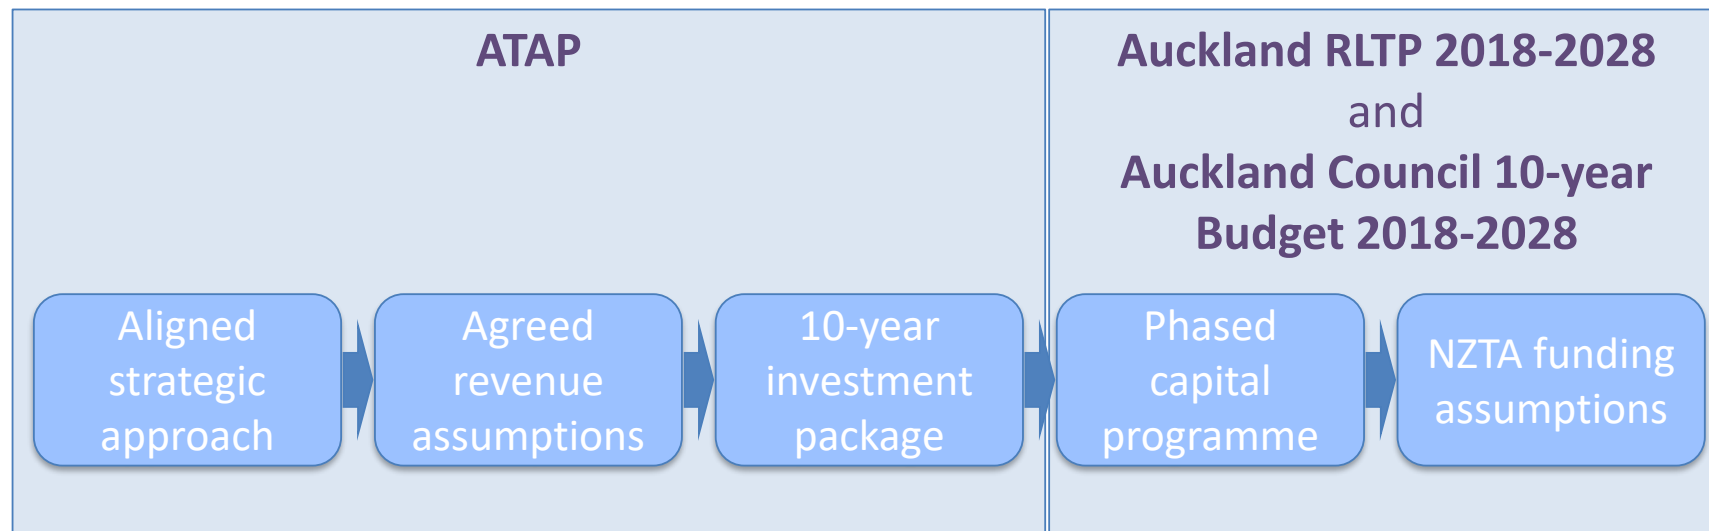 ATAP
Auckland RLTP 2018-2028
and
Auckland Council 10-year
Budget 2018-2028
Aligned
strategic
approach
Agreed
revenue
assumptions
10-year
investment
package
Phased
capital
programme
NZTA funding
assumptions